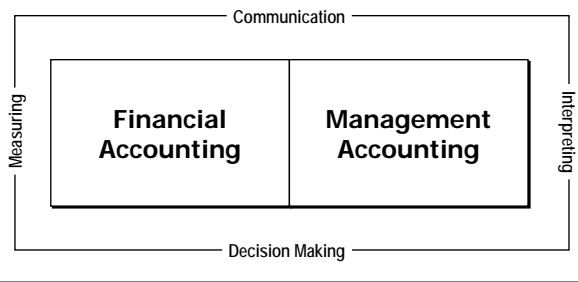 Communication
Measuring
Financial
Accounting
Management
Accounting
Interpreting
Decision Making